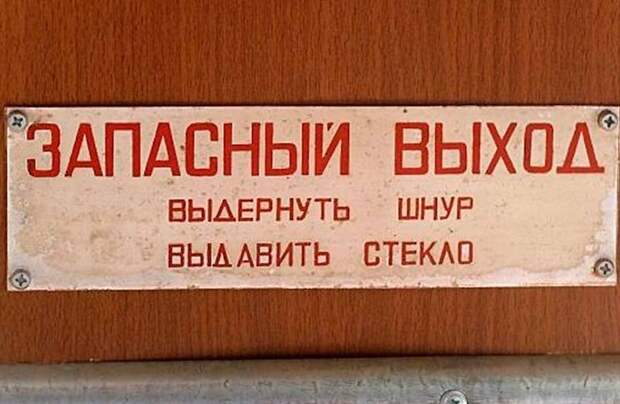 ЗАПАСНЫЙ ВЫХОД
ВЫДЕРНУТЬ ШНУР
ВЫДАВИТЬ СТЕКЛО